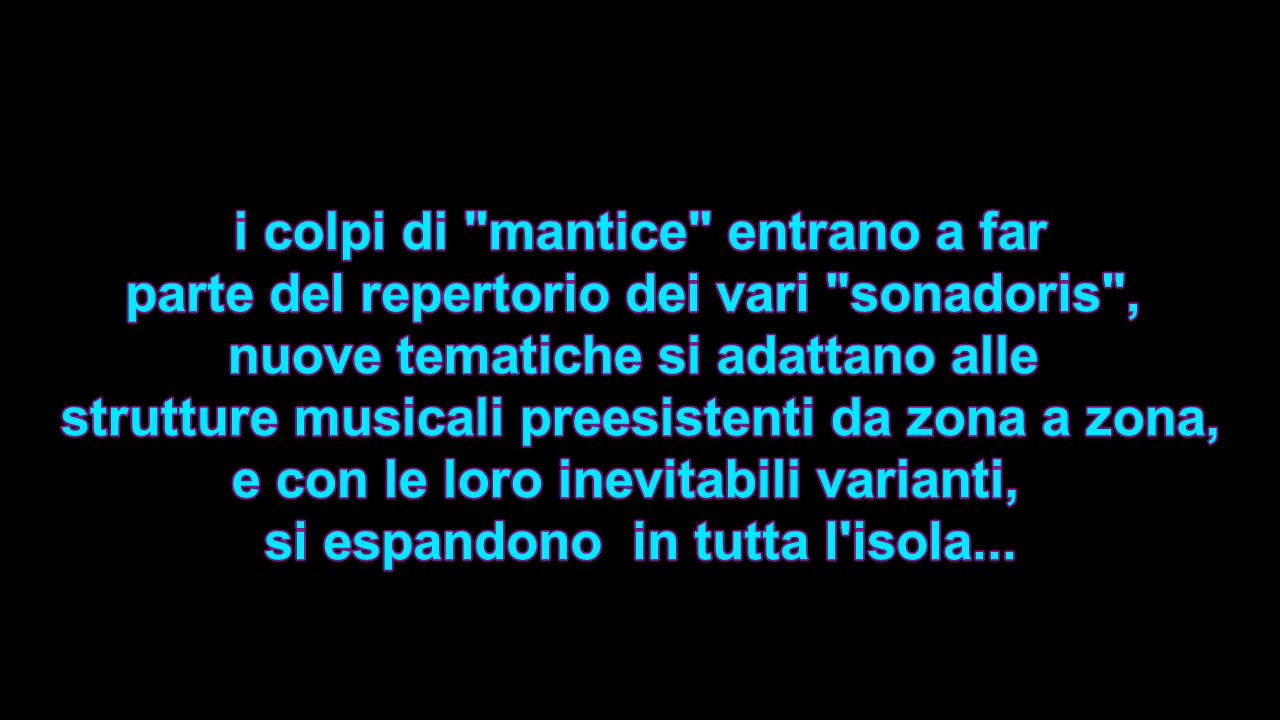 i colpi di "mantice" entrano a far
parte del repertorio dei vari "sonadoris",
nuove tematiche si adattano alle
strutture musicali preesistenti da zona a zona,
e con le loro inevitabili varianti,
si espandono  in tutta l'isola...